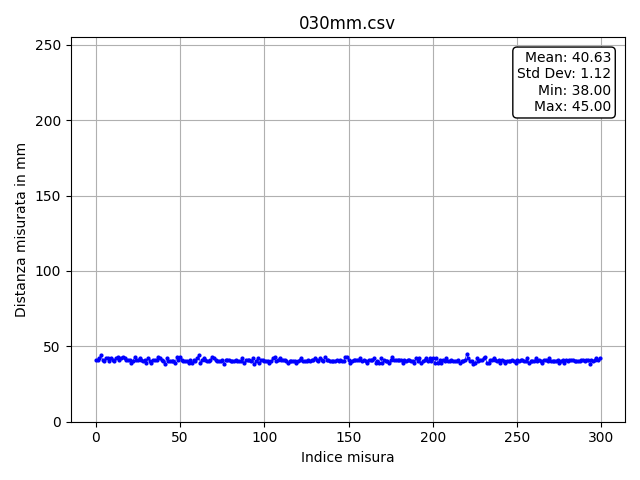 030mm.csv
Mean: 40.63
Std Dev: 1.12
Min: 38.00
Max: 45.00
Distanza misurata in mm
250
200
150
100
50
0
0 50 100 150 200 250 300
Indice misura